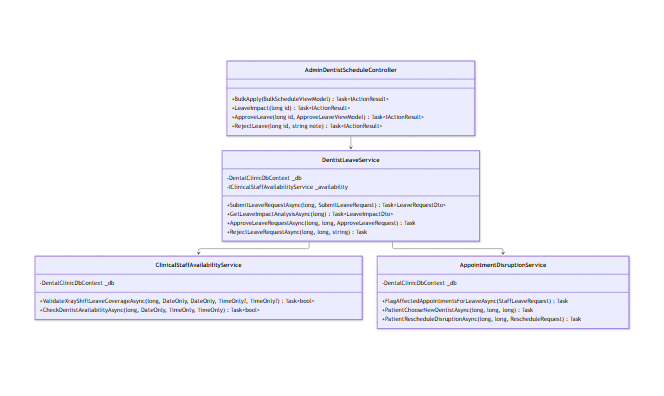 AdminDentistScheduleController
+BulkApply(BulkScheduleViewModel) : Task<IActionResult>
+LeaveImpact(long id) : Task<IActionResult>
+ApproveLeave(long id, ApproveLeaveViewModel) : Task<IActionResult>
+RejectLeave(long id, string note) : Task<IActionResult>
DentistLeaveService
-DentalClinicDbContext _db
-IClinicalStaffAvailabilityService _availability
+SubmitLeaveRequestAsync(long, SubmitLeaveRequest) : Task<LeaveRequestDto>
+GetLeaveImpactAnalysisAsync(long) : Task<LeaveImpactDto>
+ApproveLeaveRequestAsync(long, long, ApproveLeaveRequest) : Task
+RejectLeaveRequestAsync(long, long, string) : Task
ClinicalStaffAvailabilityService
-DentalClinicDbContext _db
+ValidateXrayShiftLeaveCoverageAsync(long, DateOnly, DateOnly, TimeOnly?, TimeOnly?) : Task<bool>
+CheckDentistAvailabilityAsync(long, DateOnly, TimeOnly, TimeOnly) : Task<bool>
AppointmentDisruptionService
-DentalClinicDbContext _db
+FlagAffectedAppointmentsForLeaveAsync(StaffLeaveRequest) : Task
+PatientChooseNewDentistAsync(long, long, long) : Task
+PatientRescheduleDisruptionAsync(long, long, RescheduleRequest) : Task